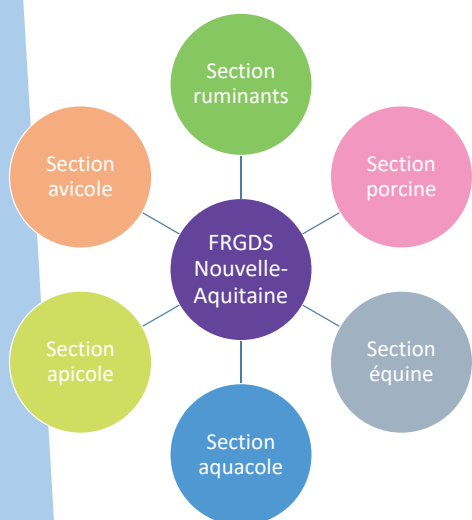 Section
ruminants
Section
avicole
Section
porcine
FRGDS
Nouvelle-
Aquitaine
Section
apicole
Section
équine
Section
aquacole